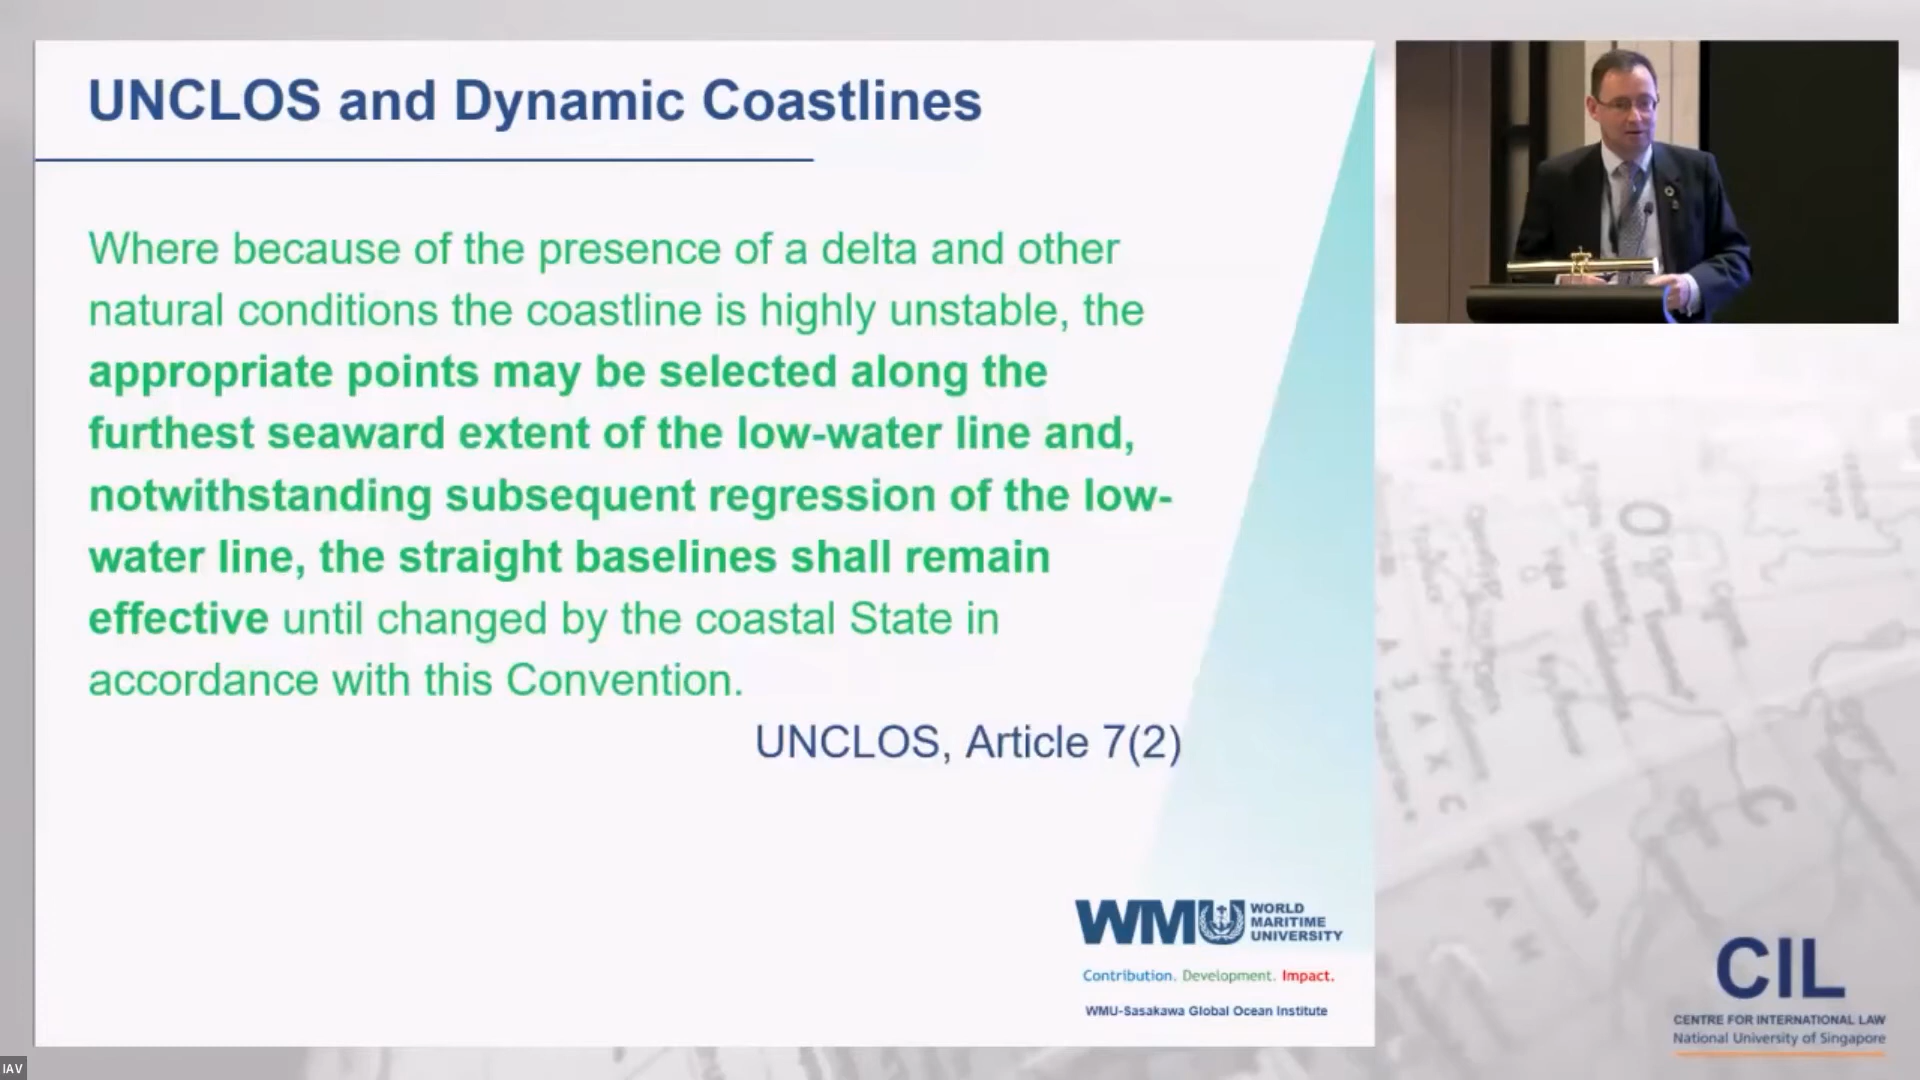 UNCLOS and Dynamic Coastlines
Where because of the presence of a delta and other
natural conditions the coastline is highly unstable, the
appropriate points may be selected along the
furthest seaward extent of the low-water line and,
notwithstanding subsequent regression of the low-
water line, the straight baselines shall remain
effective until changed by the coastal State in
accordance with this Convention.
UNCLOS, Article 7(2)
WMU WORLD
MARITIME
UNIVERSITY
Contribution. Development. Impact.
WMU-Sasakawa Global Ocean Institute
CIL
CENTRE FOR INTERNATIONAL LAW
National University of Singapore
IAV